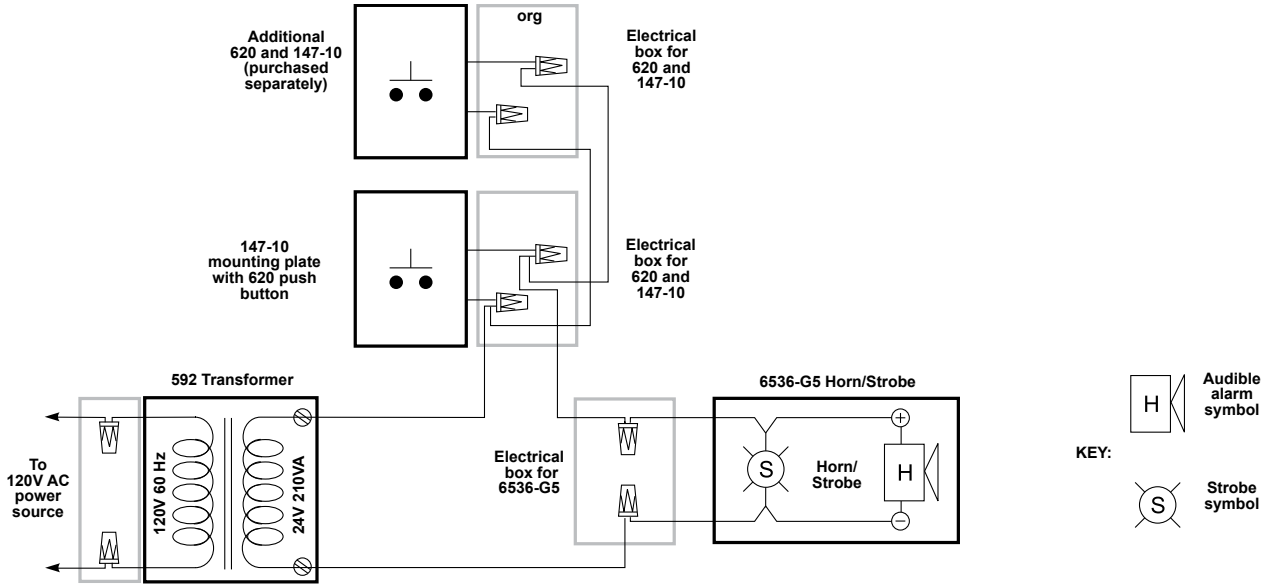 org
Additional
620 and 147-10
(purchased
separately)
Electrical
box for
620 and
147-10
147-10
mounting plate
with 620 push
button
Electrical
box for
620 and
147-10
592 Transformer
6536-G5 Horn/Strobe
To
120V AC
power
source
120V 60 Hz
24V 210VA
Electrical
box for
6536-G5
S
Horn/
Strobe
+
H
−
KEY:
H
Audible
alarm
symbol
S
Strobe
symbol